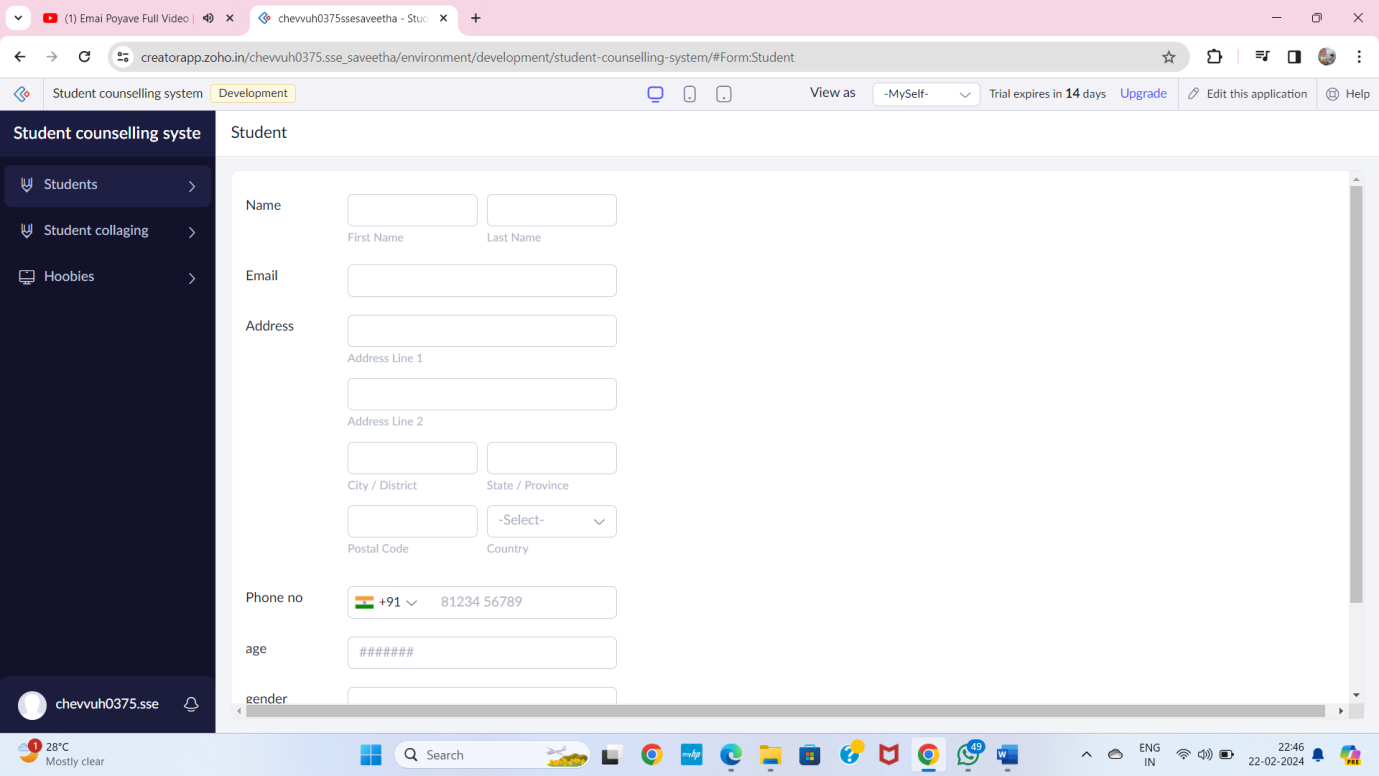 (1) Emai Poyave Full Video |
chevvuh0375ssesaveetha - Stud
creatorapp.zoho.in/chevvuh0375.sse_saveetha/environment/development/student-counselling-system/#Form:Student
Student counselling system Development View as -MySelf- Trial expires in 14 days Upgrade Edit this application Help
Student counselling syste
Students
Student collaging
Hoobies
chevvuh0375.sse
Student
Name
First Name Last Name
Email
Address
Address Line 1
Address Line 2
City / District State / Province
-Select-
Postal Code Country
Phone no +91 81234 56789
age #######
gender
1 28°C
Mostly clear
Search
myhp
49
W
ENG
IN
22:46
22-02-2024
PRE